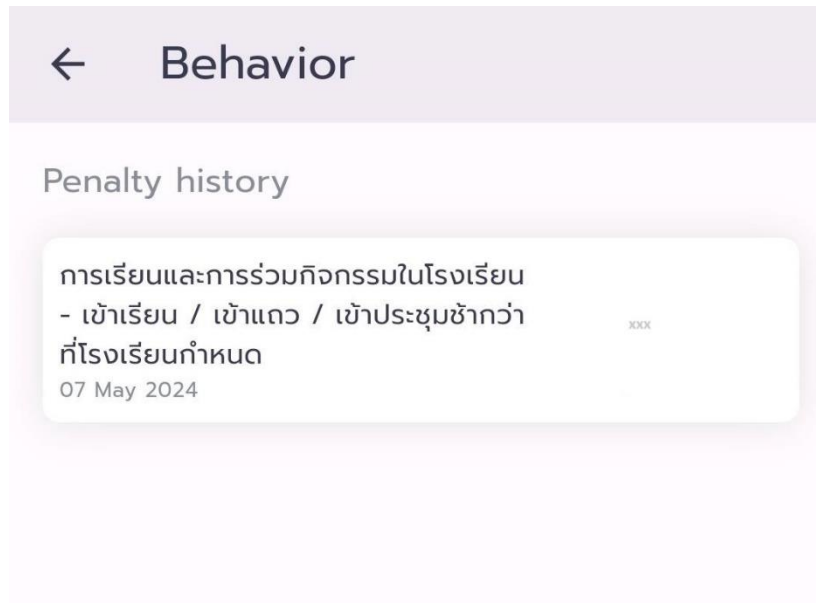 ← Behavior
Penalty history
การเรียนและการร่วมกิจกรรมในโรงเรียน
- เข้าเรียน / เข้าแถว / เข้าประชุมช้ากว่า
xxx
ที่โรงเรียนกำหนด
07 May 2024